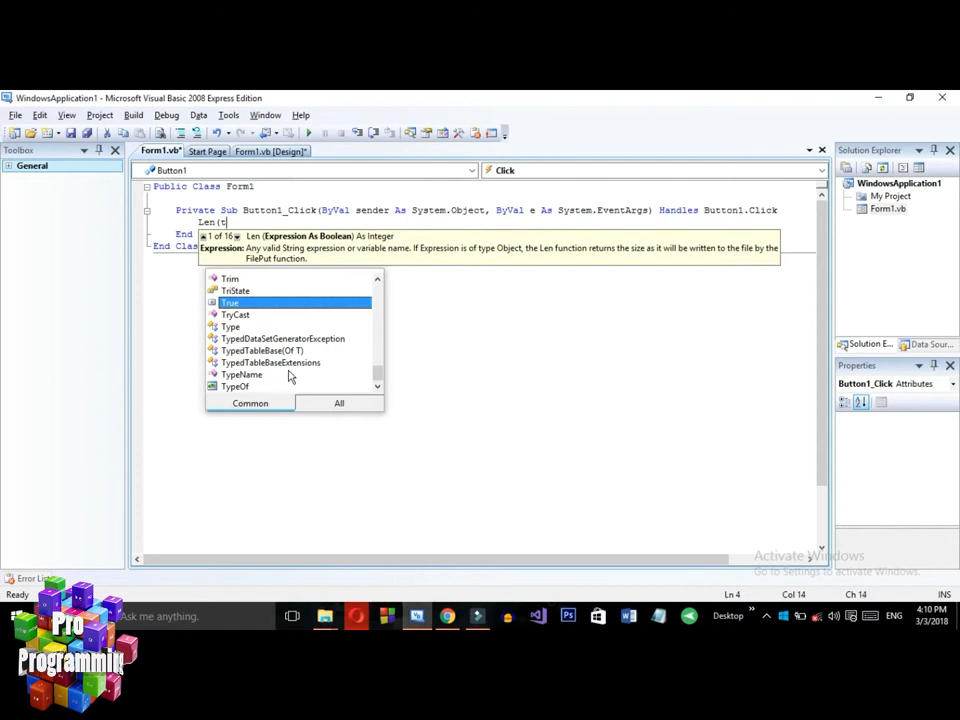 WindowsApplication1 - Microsoft Visual Basic 2008 Express Edition
File Edit View Project Build Debug Data Tools Window Help
Toolbox
Form1.vb* Start Page Form1.vb [Design]*
Solution Explorer
General
Button1 Click
WindowsApplication1
My Project
Form1.vb
Public Class Form1
Private Sub Button1_Click(ByVal sender As System.Object, ByVal e As System.EventArgs) Handles Button1.Click
Len(t
End
End Clas
1 of 16 Len (Expression As Boolean) As Integer
Expression: Any valid String expression or variable name. If Expression is of type Object, the Len function returns the size as it will be written to the file by the
FilePut function.
Trim
TriState
True
TryCast
Type
TypedDataSetGeneratorException
TypedTableBase(Of T)
TypedTableBaseExtensions
TypeName
TypeOf
Common All
Solution E... Data Sour...
Properties
Button1_Click Attributes
Activate Windows
Go to Settings to activate Windows.
Error Lis
Ready Ln 4 Col 14 Ch 14 INS
Ask me anything
Desktop ENG 4:10 PM
3/3/2018
Pro
Programming